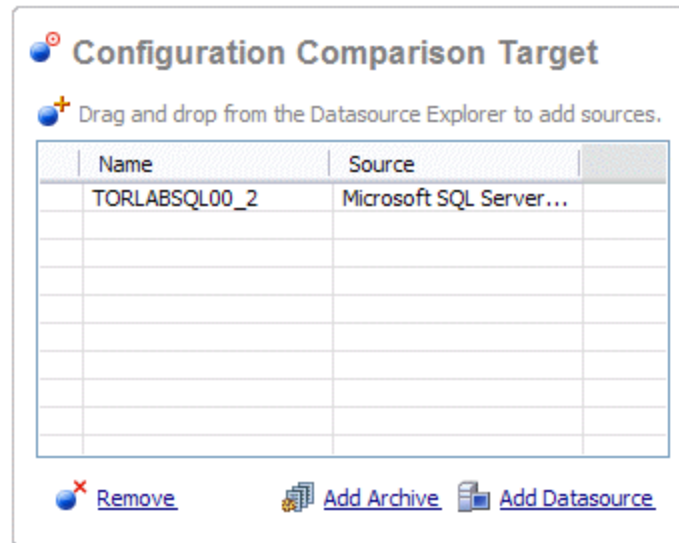 Configuration Comparison Target
Drag and drop from the Datasource Explorer to add sources.
Name Source
TORLABSQL00_2 Microsoft SQL Server...
Remove Add Archive Add Datasource